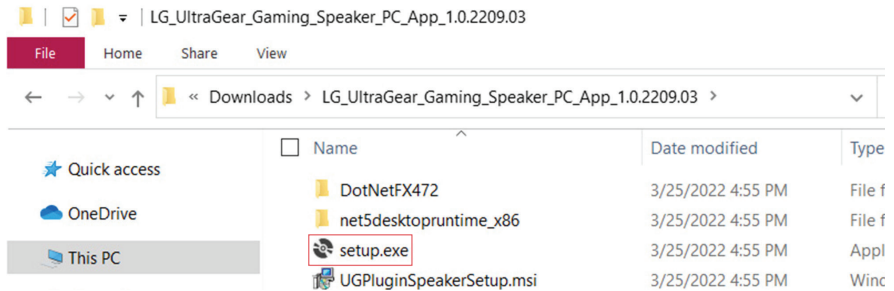 LG_UltraGear_Gaming_Speaker_PC_App_1.0.2209.03
File Home Share View
« Downloads > LG_UltraGear_Gaming_Speaker_PC_App_1.0.2209.03 >
Name Date modified Type
Quick access
DotNetFX472 3/25/2022 4:55 PM File f
OneDrive
net5desktopruntime_x86 3/25/2022 4:55 PM File f
setup.exe 3/25/2022 4:55 PM Appl
This PC
UGPluginSpeakerSetup.msi 3/25/2022 4:55 PM Wind